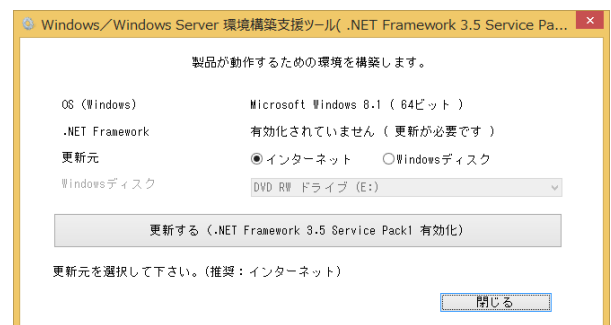 Windows／Windows Server 環境構築支援ツール( .NET Framework 3.5 Service Pa...
製品が動作するための環境を構築します。
OS (Windows) Microsoft Windows 8.1 ( 64ビット )
.NET Framework 有効化されていません ( 更新が必要です )
更新元 インターネット Windowsディスク
Windowsディスク DVD RW ドライブ (E:)
更新する (.NET Framework 3.5 Service Pack1 有効化)
更新元を選択して下さい。(推奨：インターネット)
閉じる